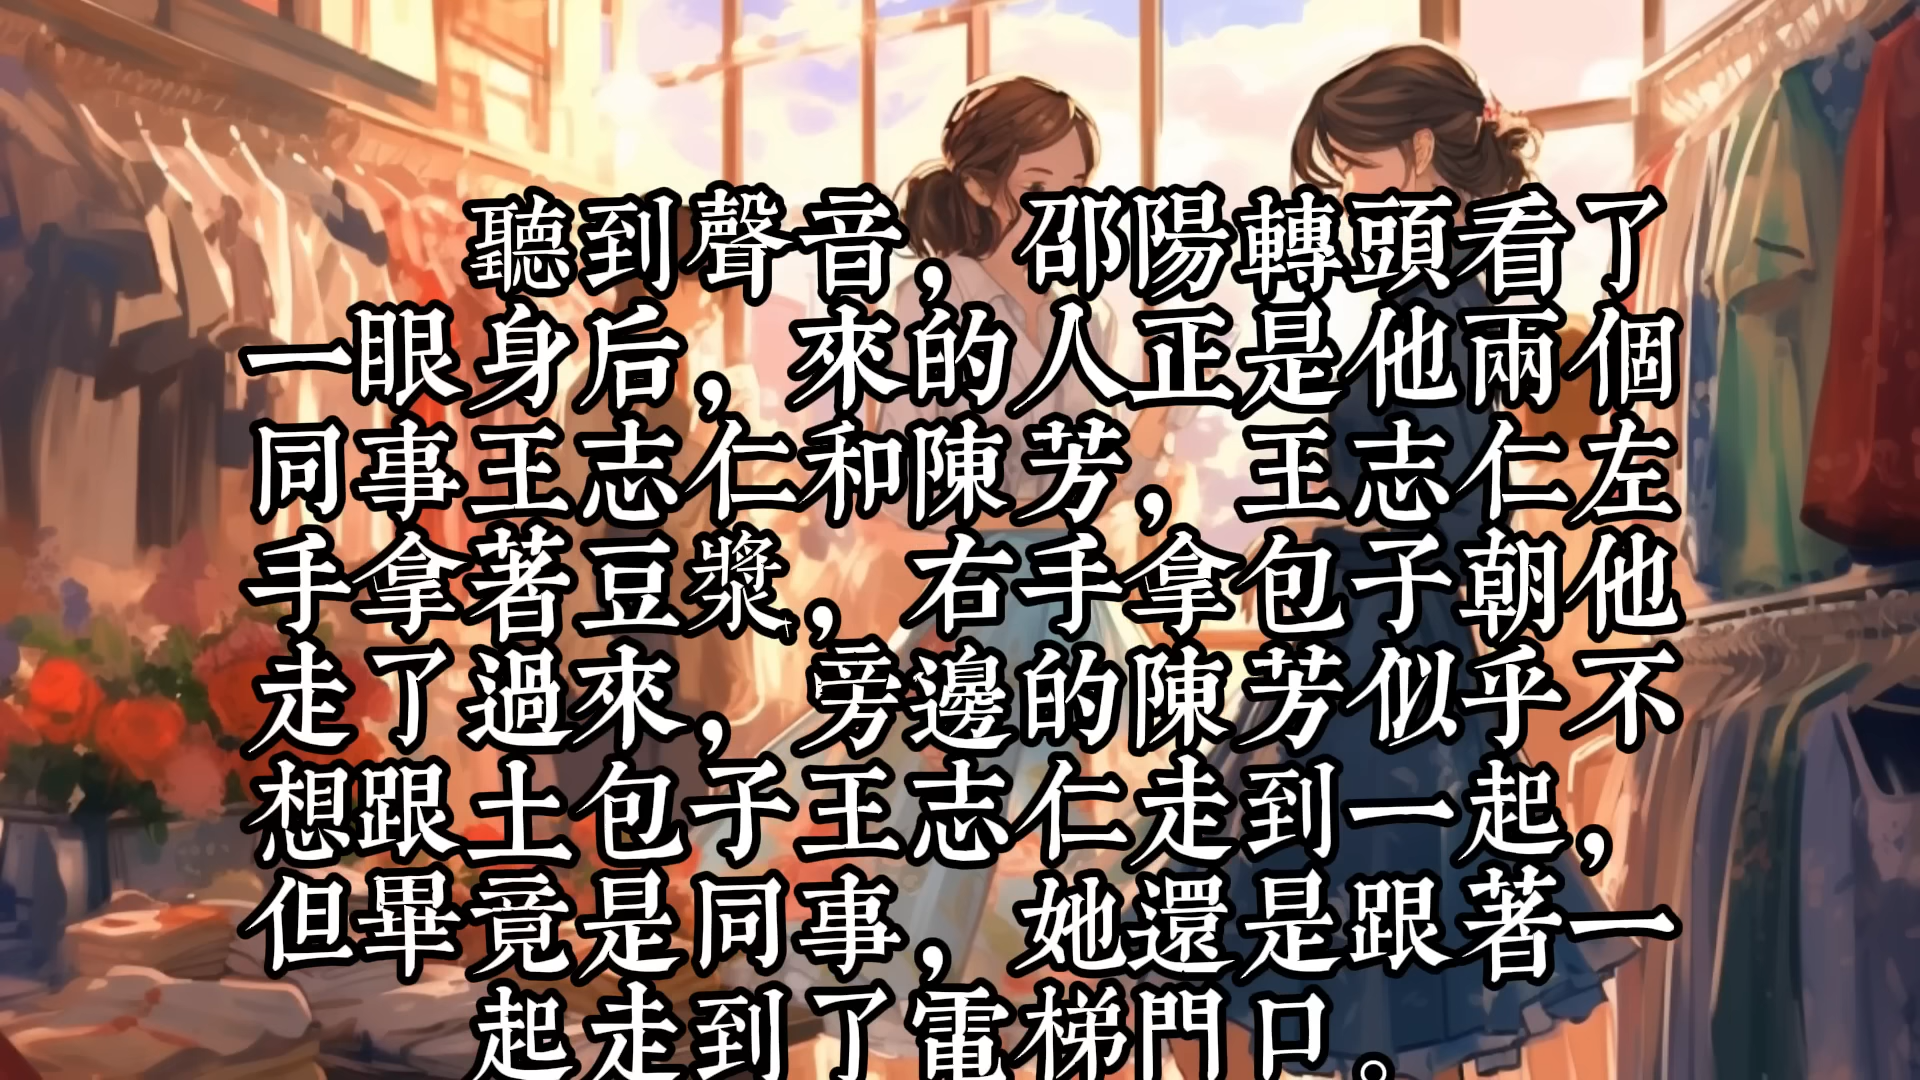 聽到聲音，邵陽轉頭看了
一眼身后，來的人正是他兩個
同事王志仁和陳芳，王志仁左
手拿著豆漿，右手拿包子朝他
走了過來，旁邊的陳芳似乎不
想跟土包子王志仁走到一起，
但畢竟是同事，她還是跟著一
起走到了電梯門口。